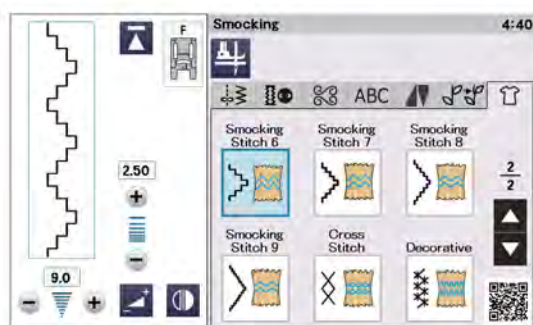 F
2.50
9.0
Smocking
4:40
ABC
Smocking
Stitch 6
Smocking
Stitch 7
Smocking
Stitch 8
2
2
Smocking
Stitch 9
Cross
Stitch
Decorative